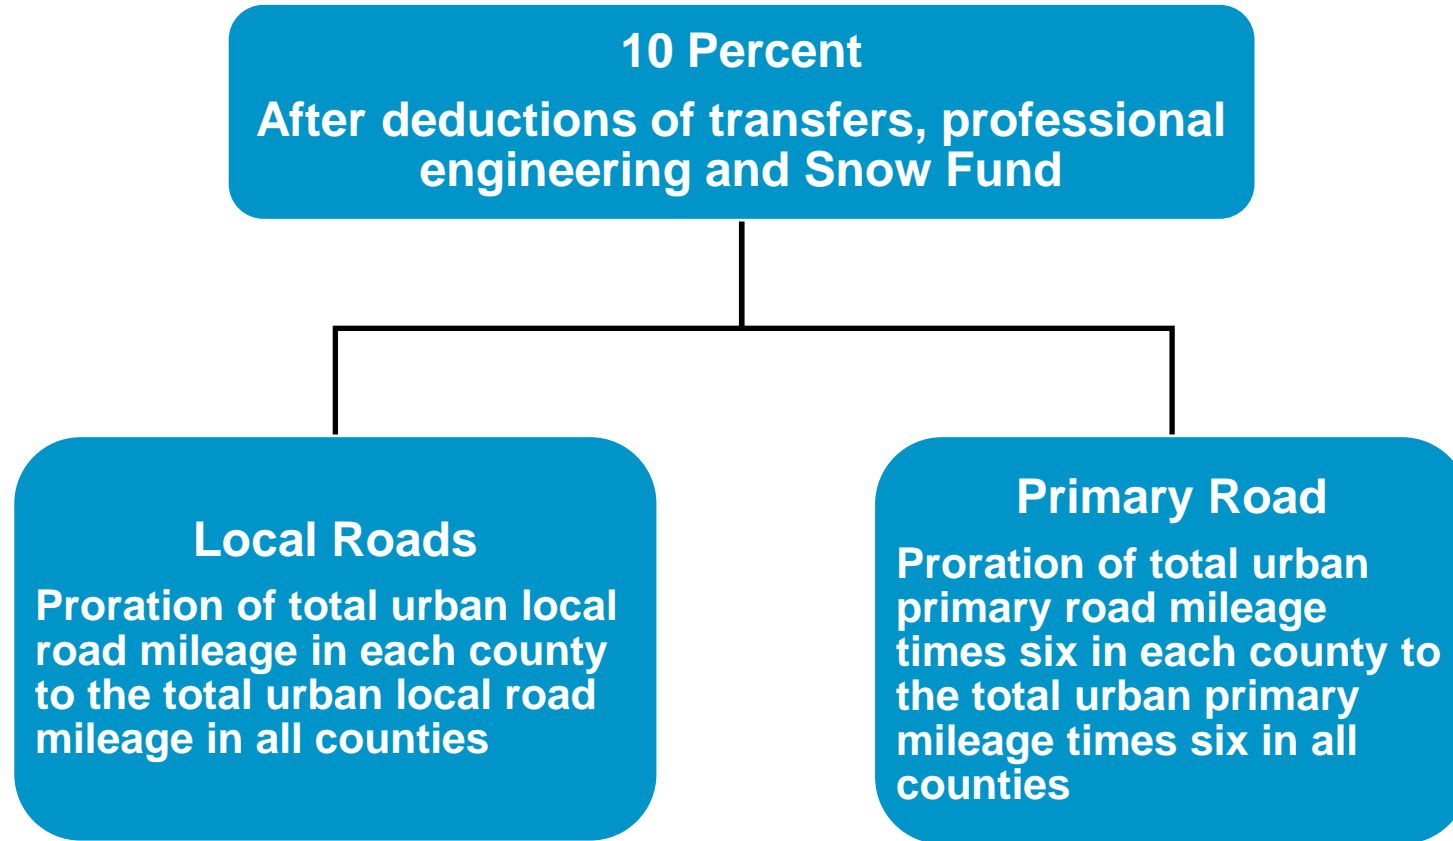 10 Percent
After deductions of transfers, professional
engineering and Snow Fund
Local Roads
Proration of total urban local
road mileage in each county
to the total urban local road
mileage in all counties
Primary Road
Proration of total urban
primary road mileage
times six in each county to
the total urban primary
mileage times six in all
counties